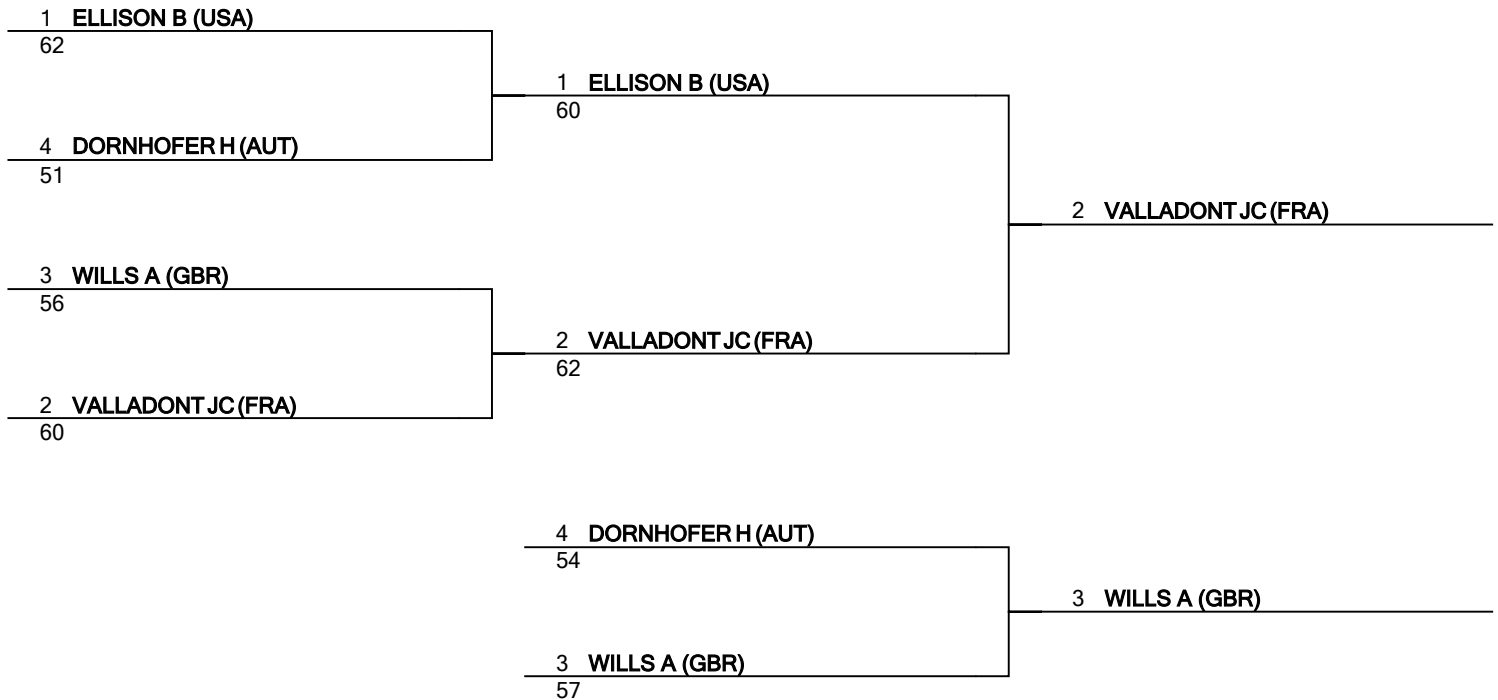 1 ELLISON B (USA)
62
4 DORNHOFER H (AUT)
51
3 WILLS A (GBR)
56
2 VALLADONT JC (FRA)
60
1 ELLISON B (USA)
60
2 VALLADONT JC (FRA)
62
2 VALLADONT JC (FRA)
4 DORNHOFER H (AUT)
54
3 WILLS A (GBR)
57
3 WILLS A (GBR)